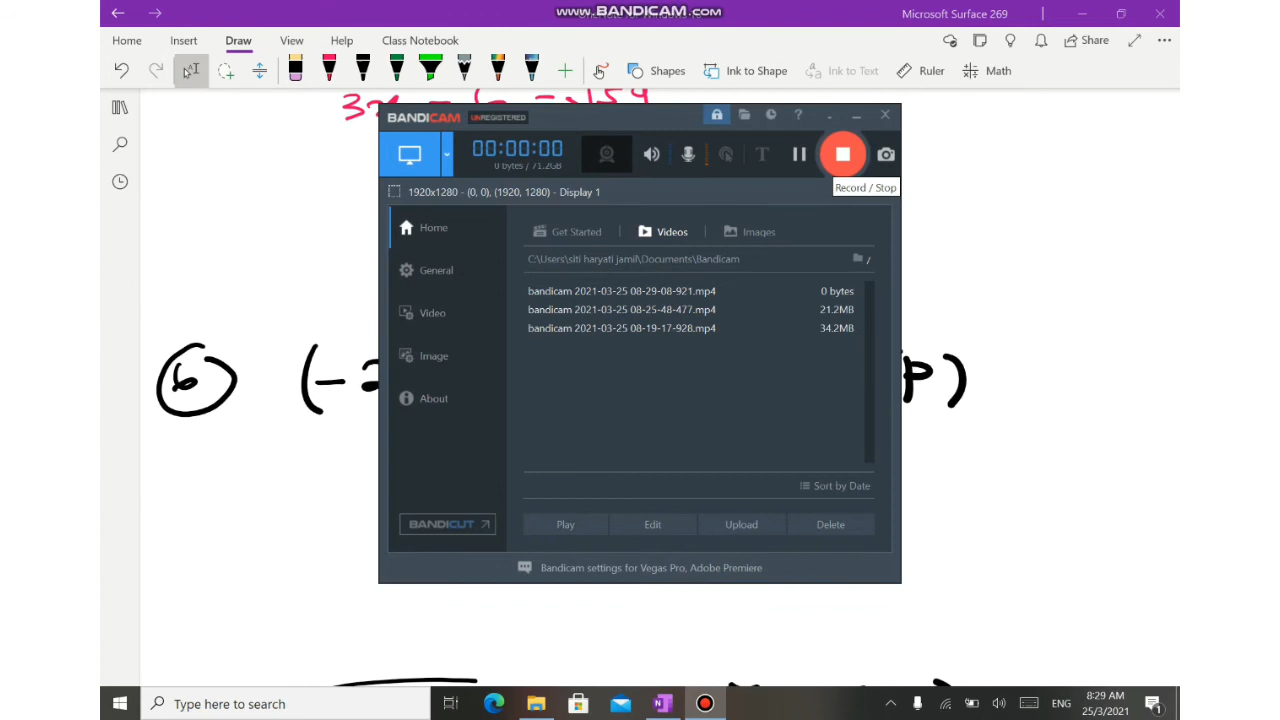 www.BANDICAM.com
Microsoft Surface 269
Home Insert Draw View Help Class Notebook Share
Shapes Ink to Shape Ink to Text Ruler Math
BANDICAM UNREGISTERED
00:00:00
0 bytes / 71.2GB
Record / Stop
1920x1280 - (0, 0), (1920, 1280) - Display 1
Home
General
Video
Image
About
BANDICUT
Get Started Videos Images
C:\Users\siti haryati jamil\Documents\Bandicam
bandicam 2021-03-25 08-29-08-921.mp4 0 bytes
bandicam 2021-03-25 08-25-48-477.mp4 21.2MB
bandicam 2021-03-25 08-19-17-928.mp4 34.2MB
Sort by Date
Play Edit Upload Delete
Bandicam settings for Vegas Pro, Adobe Premiere
6 (-2 p)
Type here to search
ENG
8:29 AM
25/3/2021
1